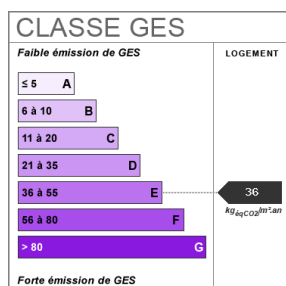 CLASSE GES
Faible émission de GES
LOGEMENT
≤ 5 A
6 à 10 B
11 à 20 C
21 à 35 D
36 à 55 E
36
kgéqCO2/m².an
56 à 80 F
> 80 G
Forte émission de GES